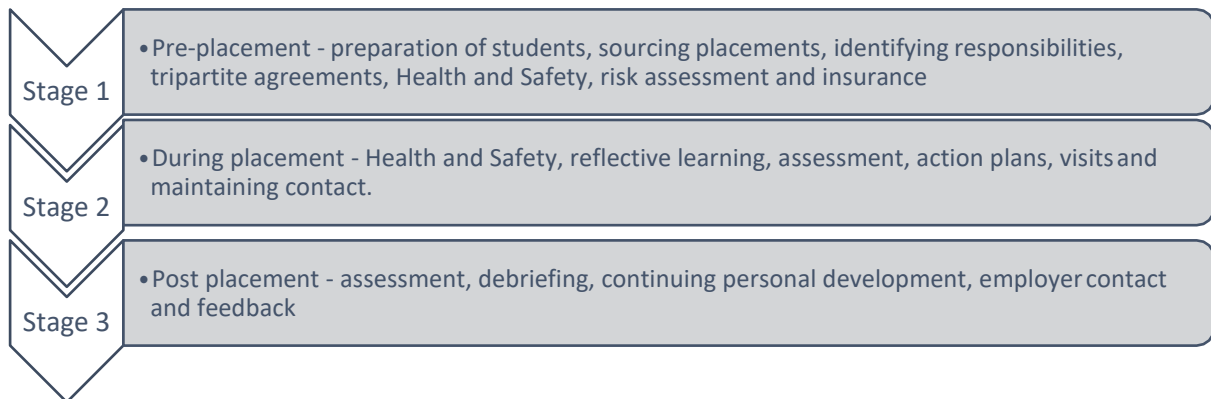 Stage 1
•Pre-placement - preparation of students, sourcing placements, identifying responsibilities,
tripartite agreements, Health and Safety, risk assessment and insurance
Stage 2
•During placement - Health and Safety, reflective learning, assessment, action plans, visits and
maintaining contact.
Stage 3
•Post placement - assessment, debriefing, continuing personal development, employer contact
and feedback